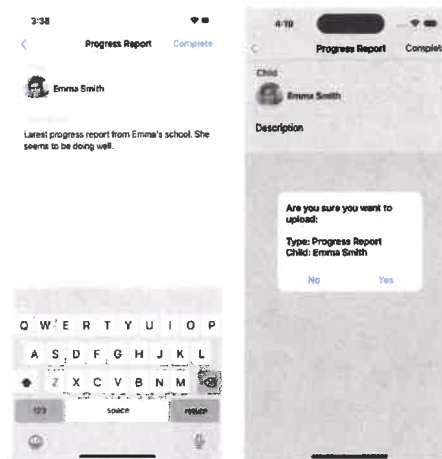 3:38
Progress Report
Complete
Emma Smith
Larest progress report from Emma's school. She
seems to be doing well.
Q W E R T Y U I O P
A S D F G H J K L
Z X C V B N M
123
space
4:19
Progress Report
Complet
Child
Emma Smith
Description
Are you sure you want to
upload:
Type: Progress Report
Child: Emma Smith
No
Yes